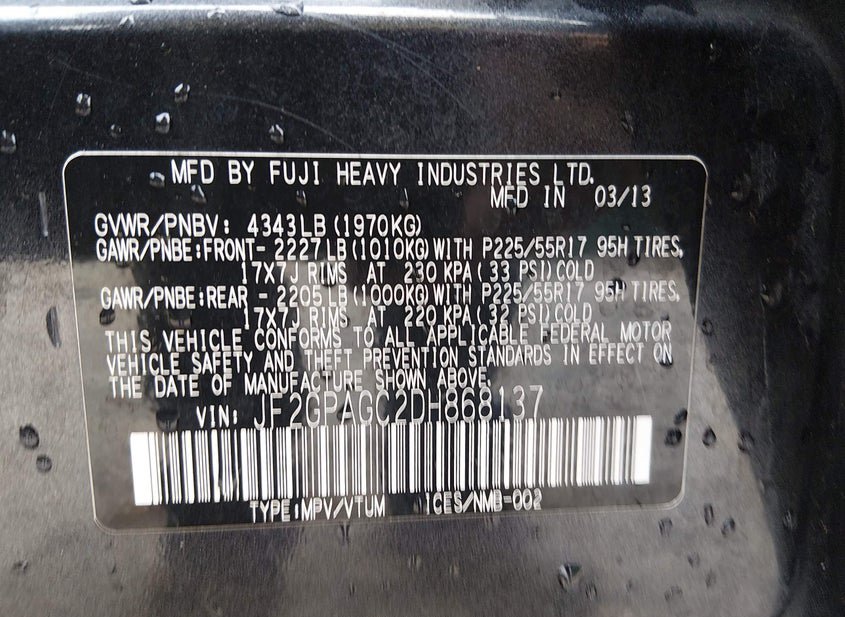 MFD BY FUJI HEAVY INDUSTRIES LTD.
MFD IN 03/13
GVWR/PNBV: 4343LB(1970KG)
GAWR/PNBE:FRONT-2227LB(1010KG)WITH P225/55R17 95H TIRES,
17X7J RIMS AT 230 KPA(33 PSI)COLD
GAWR/PNBE:REAR -2205LB(1000KG)WITH P225/55R17 95H TIRES,
17X7J RIMS AT 220 KPA(32 PSI)COLD
THIS VEHICLE CONFORMS TO ALL APPLICABLE FEDERAL MOTOR
VEHICLE SAFETY AND THEFT PREVENTION STANDARDS IN EFFECT ON
THE DATE OF MANUFACTURE SHOWN ABOVE.
VIN: JF2GPAGC2DH868137
TYPE:MPV/VTUM ICES/NMB-002